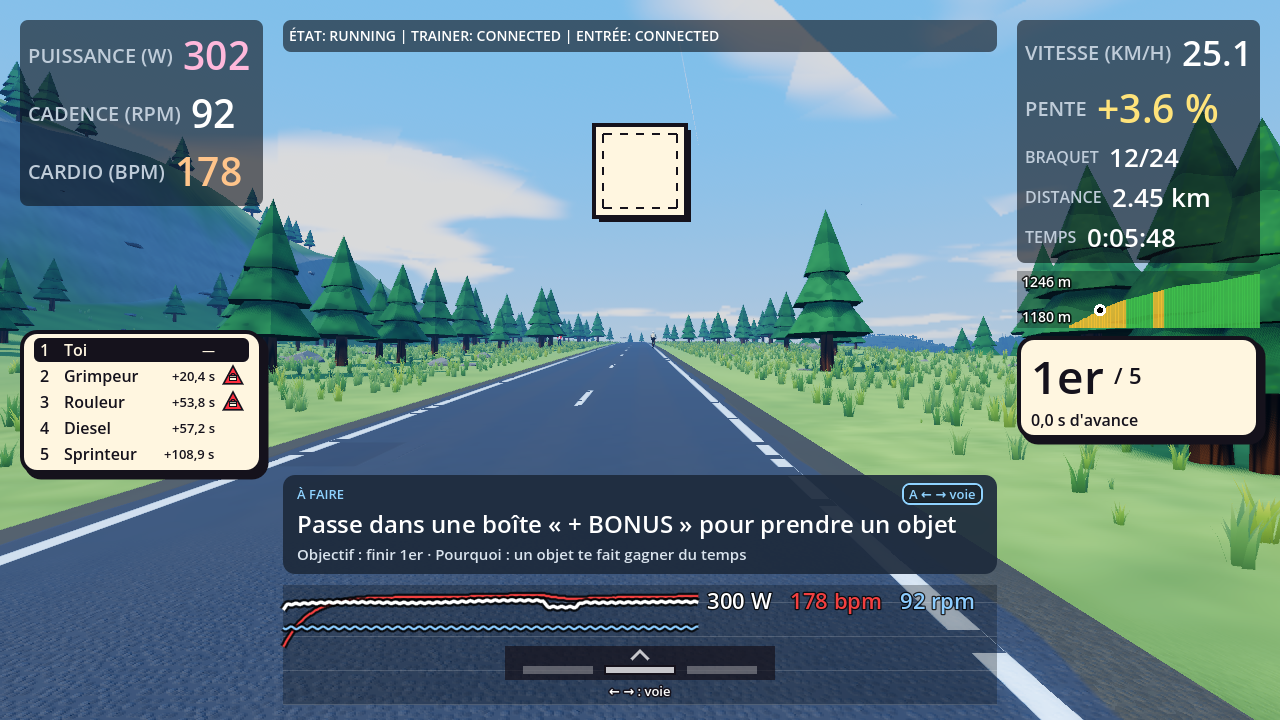 PUISSANCE (W) 302
CADENCE (RPM) 92
CARDIO (BPM) 178
ÉTAT: RUNNING | TRAINER: CONNECTED | ENTRÉE: CONNECTED
VITESSE (KM/H) 25.1
PENTE +3.6 %
BRAQUET 12/24
DISTANCE 2.45 km
TEMPS 0:05:48
1246 m
1180 m
1 Toi —
2 Grimpeur +20,4 s
3 Rouleur +53,8 s
4 Diesel +57,2 s
5 Sprinteur +108,9 s
1er / 5
0,0 s d'avance
À FAIRE
A ← → voie
Passe dans une boîte « + BONUS » pour prendre un objet
Objectif : finir 1er · Pourquoi : un objet te fait gagner du temps
300 W 178 bpm 92 rpm
← → : voie